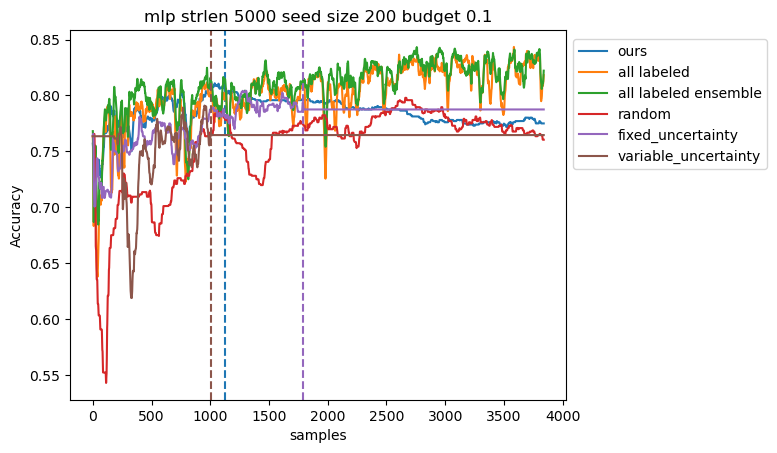 mlp strlen 5000 seed size 200 budget 0.1
0.85
0.80
0.75
0.70
0.65
0.60
0.55
Accuracy
0
500
1000
1500
2000
2500
3000
3500
4000
samples
ours
all labeled
all labeled ensemble
random
fixed_uncertainty
variable_uncertainty